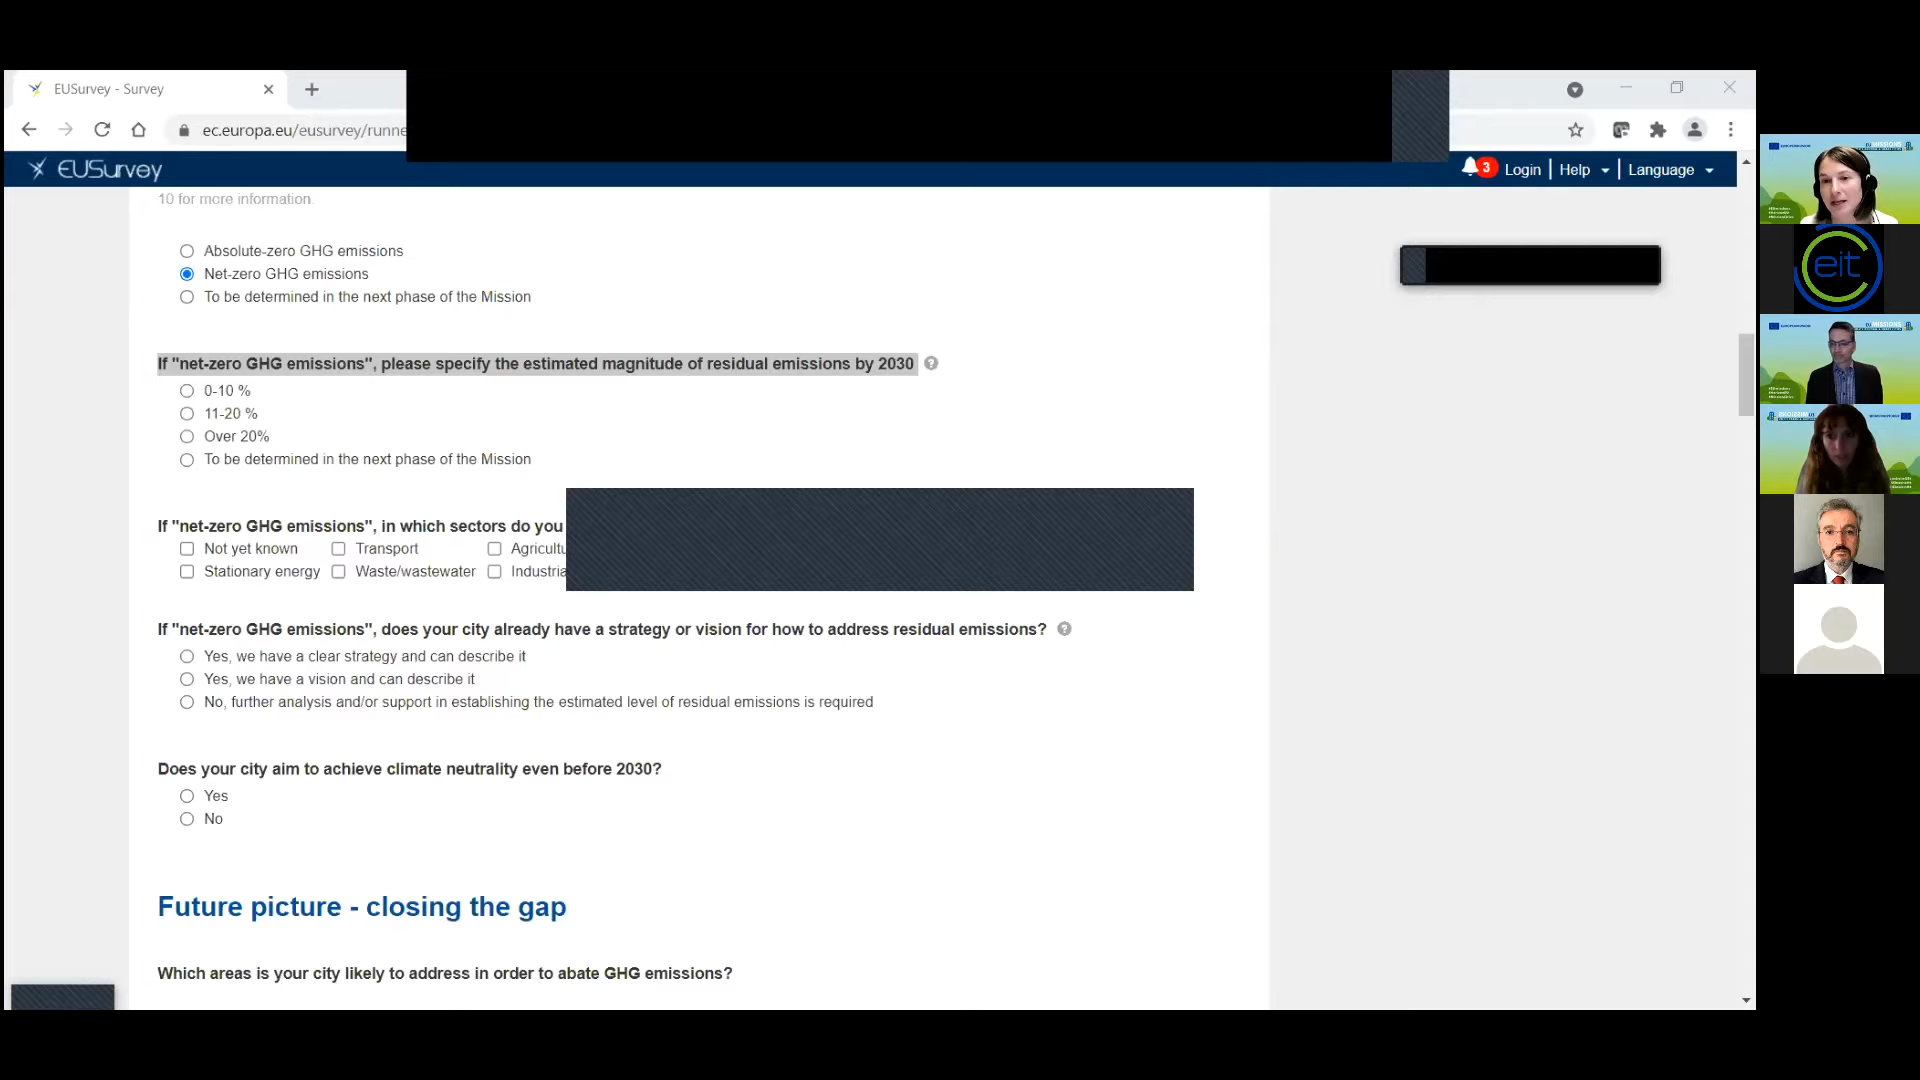 EUSurvey - Survey
ec.europa.eu/eusurvey/runne
EUSurvey
3 Login Help Language
10 for more information.
Absolute-zero GHG emissions
Net-zero GHG emissions
To be determined in the next phase of the Mission
If "net-zero GHG emissions", please specify the estimated magnitude of residual emissions by 2030
0-10 %
11-20 %
Over 20%
To be determined in the next phase of the Mission
If "net-zero GHG emissions", in which sectors do you
Not yet known Transport Agricultu
Stationary energy Waste/wastewater Industria
If "net-zero GHG emissions", does your city already have a strategy or vision for how to address residual emissions?
Yes, we have a clear strategy and can describe it
Yes, we have a vision and can describe it
No, further analysis and/or support in establishing the estimated level of residual emissions is required
Does your city aim to achieve climate neutrality even before 2030?
Yes
No
Future picture - closing the gap
Which areas is your city likely to address in order to abate GHG emissions?
eit